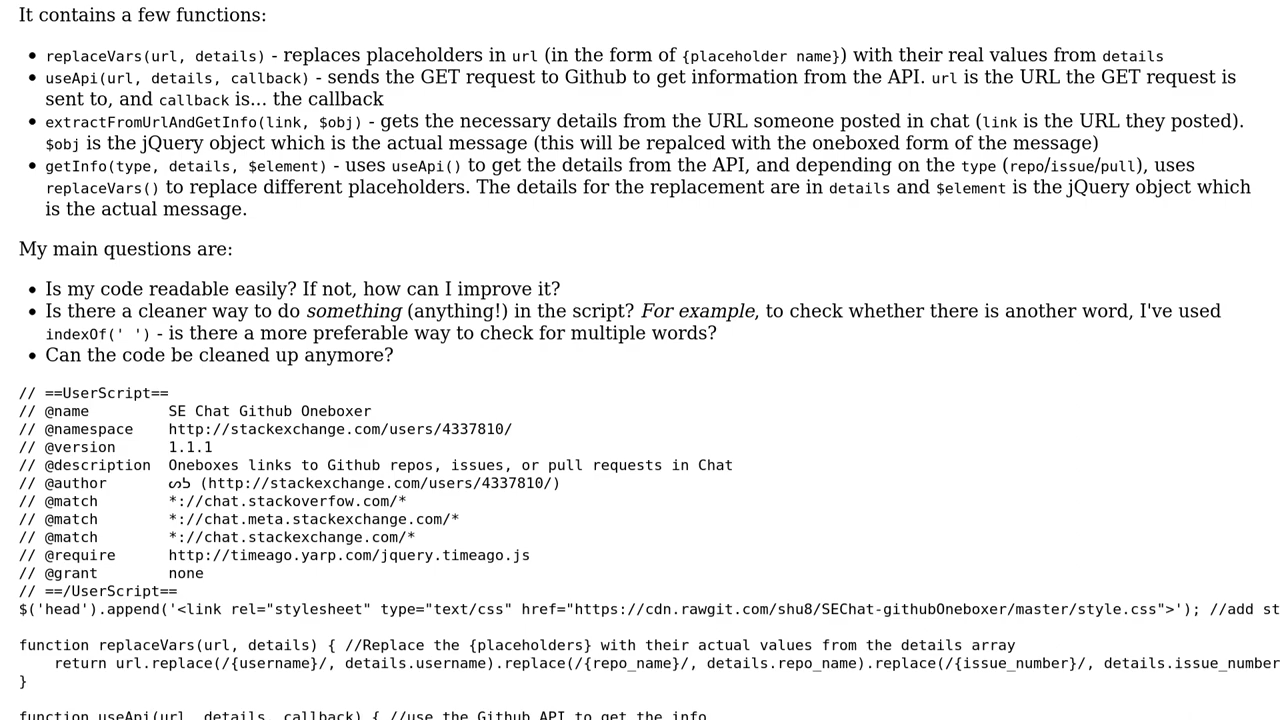 It contains a few functions:
• replaceVars(url, details) - replaces placeholders in url (in the form of {placeholder name}) with their real values from details
• useApi(url, details, callback) - sends the GET request to Github to get information from the API. url is the URL the GET request is
sent to, and callback is... the callback
• extractFromUrlAndGetInfo(link, $obj) - gets the necessary details from the URL someone posted in chat (link is the URL they posted).
$obj is the jQuery object which is the actual message (this will be repalced with the oneboxed form of the message)
• getInfo(type, details, $element) - uses useApi() to get the details from the API, and depending on the type (repo/issue/pull), uses
replaceVars() to replace different placeholders. The details for the replacement are in details and $element is the jQuery object which
is the actual message.
My main questions are:
• Is my code readable easily? If not, how can I improve it?
• Is there a cleaner way to do something (anything!) in the script? For example, to check whether there is another word, I've used
indexOf(' ') - is there a more preferable way to check for multiple words?
• Can the code be cleaned up anymore?
// ==UserScript==
// @name         SE Chat Github Oneboxer
// @namespace    http://stackexchange.com/users/4337810/
// @version      1.1.1
// @description  Oneboxes links to Github repos, issues, or pull requests in Chat
// @author       (http://stackexchange.com/users/4337810/)
// @match        *://chat.stackoverfow.com/*
// @match        *://chat.meta.stackexchange.com/*
// @match        *://chat.stackexchange.com/*
// @require      http://timeago.yarp.com/jquery.timeago.js
// @grant        none
// ==/UserScript==
$('head').append('<link rel="stylesheet" type="text/css" href="https://cdn.rawgit.com/shu8/SEChat-githubOneboxer/master/style.css">'); //add st
function replaceVars(url, details) { //Replace the {placeholders} with their actual values from the details array
    return url.replace(/{username}/, details.username).replace(/{repo_name}/, details.repo_name).replace(/{issue_number}/, details.issue_number
}
function useApi(url, details, callback) { //use the Github API to get the info